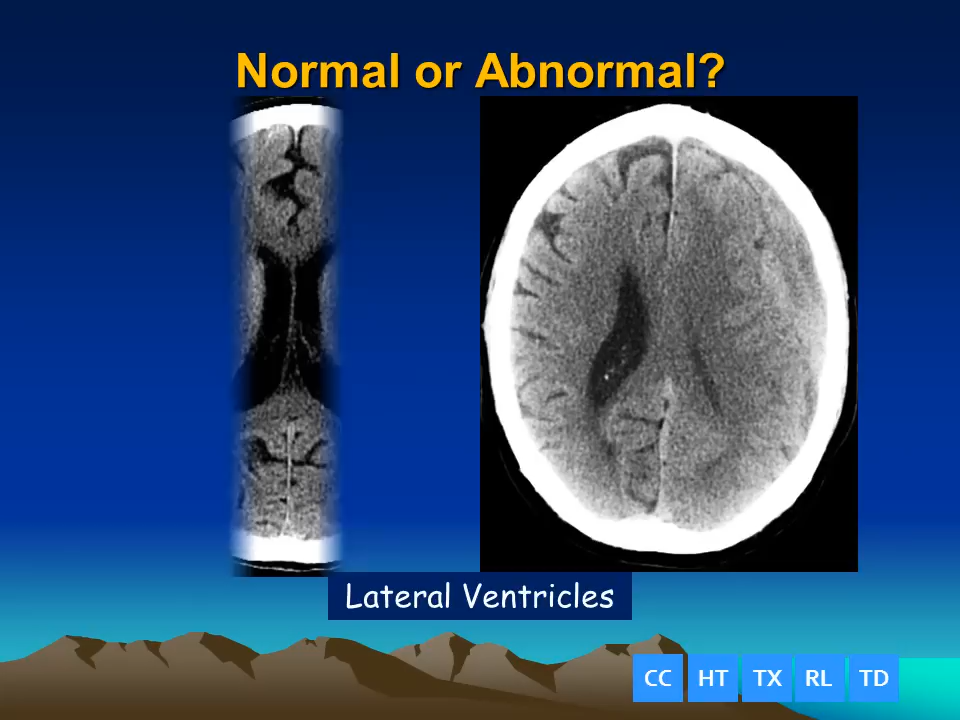 Normal or Abnormal?
Lateral Ventricles
CC HT TX RL TD